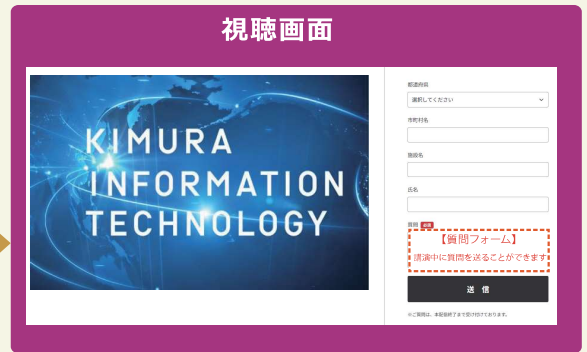 視聴画面
KIMURA
INFORMATION
TECHNOLOGY
都道府県
選択してください
市町村名
施設名
氏名
質問 必須
【質問フォーム】
講演中に質問を送ることができます
送 信
※ご質問は、本配信終了まで受け付けております。